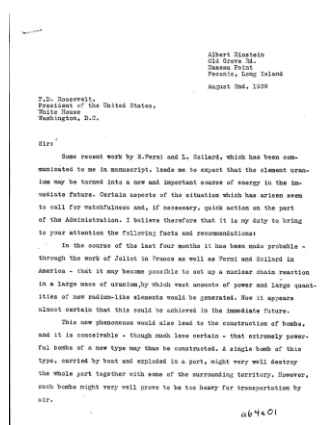 Albert Einstein
Old Grove Rd.
Nassau Point
Peconic, Long Island
August 2nd, 1939
F.D. Roosevelt,
President of the United States,
White House
Washington, D.C.
Sir:
Some recent work by E.Fermi and L. Szilard, which has been com-
municated to me in manuscript, leads me to expect that the element uran-
ium may be turned into a new and important source of energy in the im-
mediate future. Certain aspects of the situation which has arisen seem
to call for watchfulness and, if necessary, quick action on the part
of the Administration. I believe therefore that it is my duty to bring
to your attention the following facts and recommendations:
In the course of the last four months it has been made probable -
through the work of Joliot in France as well as Fermi and Szilard in
America - that it may become possible to set up a nuclear chain reaction
in a large mass of uranium,by which vast amounts of power and large quant-
ities of new radium-like elements would be generated. Now it appears
almost certain that this could be achieved in the immediate future.
This new phenomenon would also lead to the construction of bombs,
and it is conceivable - though much less certain - that extremely power-
ful bombs of a new type may thus be constructed. A single bomb of this
type, carried by boat and exploded in a port, might very well destroy
the whole port together with some of the surrounding territory. However,
such bombs might very well prove to be too heavy for transportation by
air.
a64a01